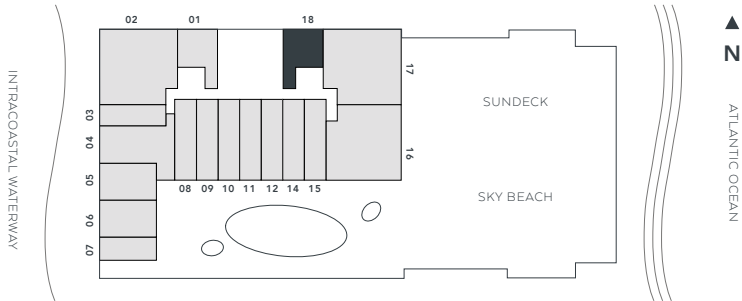 02 01 18
N
17
INTRACOASTAL WATERWAY
03
04
05
06
07
08 09 10 11 12 14 15
16
SUNDECK
SKY BEACH
ATLANTIC OCEAN